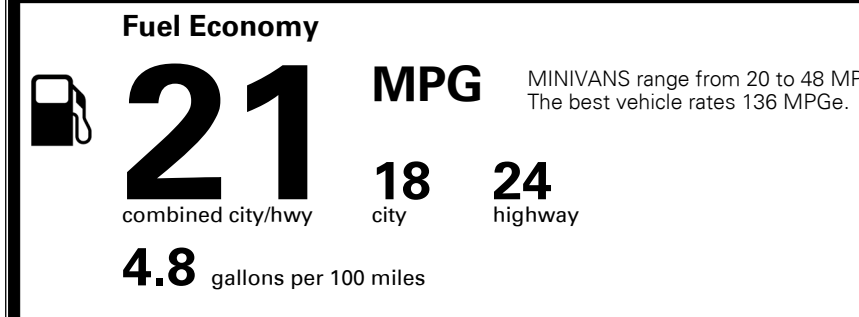 Fuel Economy
21 MPG
MINIVANS range from 20 to 48
The best vehicle rates 136 MPGe.
18 24
combined city/hwy city highway
4.8 gallons per 100 miles